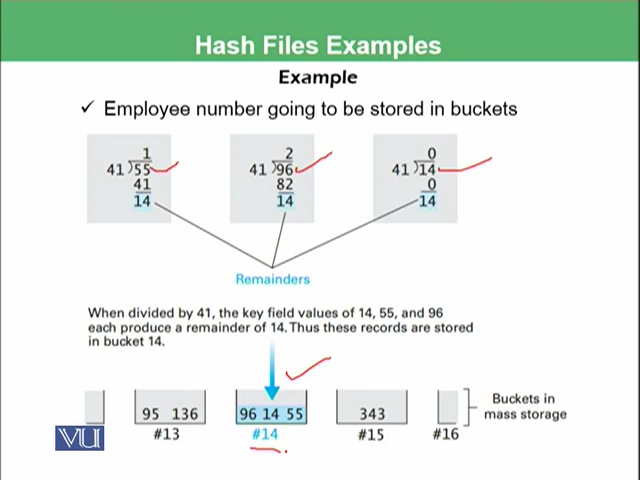 Hash Files Examples
Example
✓ Employee number going to be stored in buckets
1
41 ) 55
41
14
2
41 ) 96
82
14
0
41 ) 14
0
14
Remainders
When divided by 41, the key field values of 14, 55, and 96
each produce a remainder of 14. Thus these records are stored
in bucket 14.
95 136
96 14 55
343
Buckets in
mass storage
#13
#14
#15
#16
VU